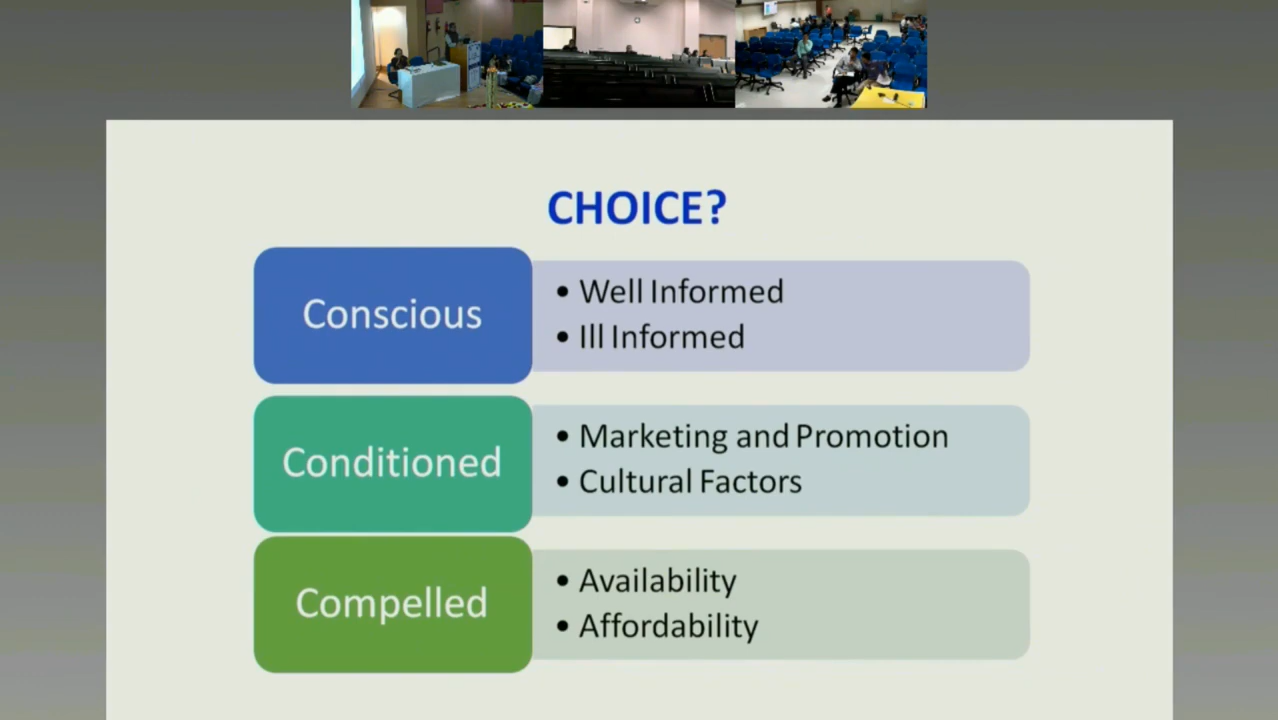 CHOICE?
Conscious
• Well Informed
• Ill Informed
Conditioned
• Marketing and Promotion
• Cultural Factors
Compelled
• Availability
• Affordability